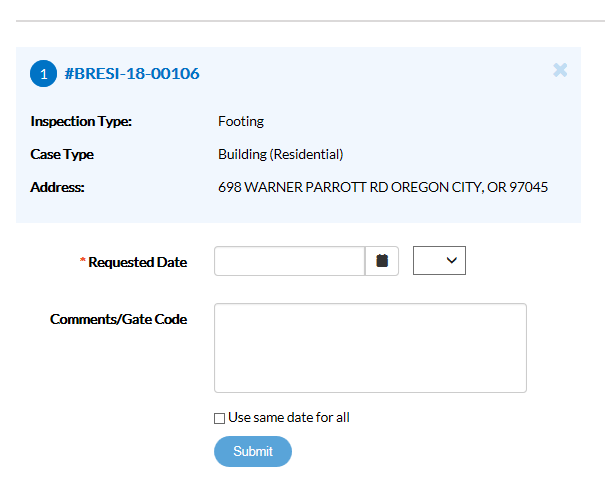 1 #BRESI-18-00106
Inspection Type: Footing
Case Type Building (Residential)
Address: 698 WARNER PARROTT RD OREGON CITY, OR 97045
* Requested Date
Comments/Gate Code
Use same date for all
Submit